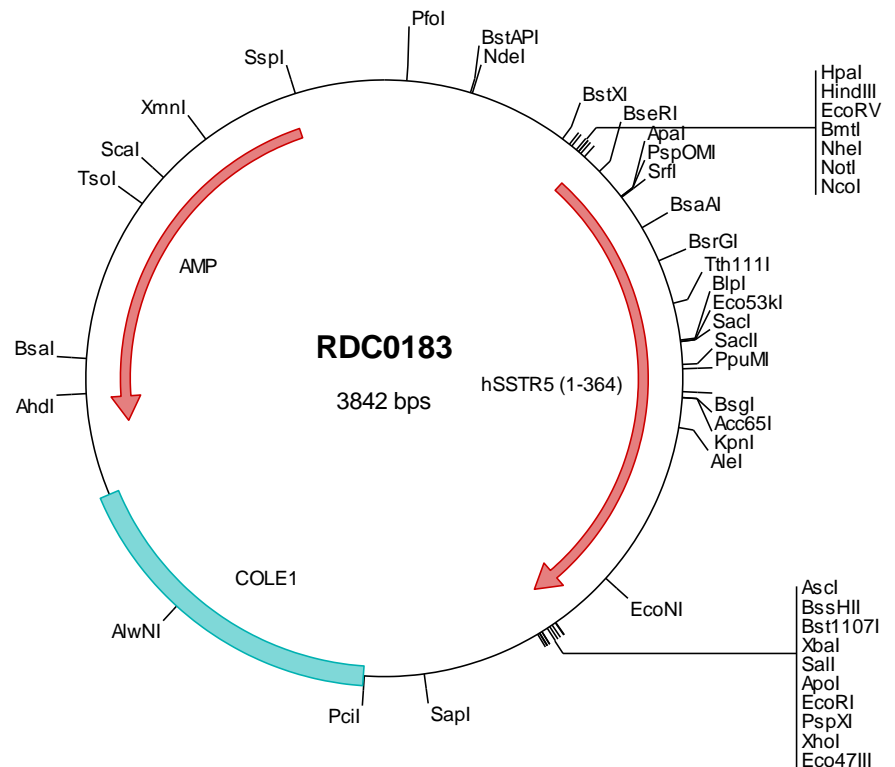 PfoI
SspI
BstAPI
NdeI
XmnI
BstXI
BseRI
HpaI
HindIII
EcoRV
BmtI
NheI
NotI
NcoI
ScaI
TsoI
ApaI
PspOMI
SrfI
BsaAI
AMP
BsrGI
Tth111I
BlpI
Eco53kI
SacI
SacII
PpuMI
RDC0183
3842 bps
hSSTR5 (1-364)
BsaI
AhdI
BsgI
Acc65I
KpnI
AleI
COLE1
AlwNI
EcoNI
AscI
BssHII
Bst1107I
XbaI
SalI
ApoI
EcoRI
PspXI
XhoI
Eco47III
PciI
SapI